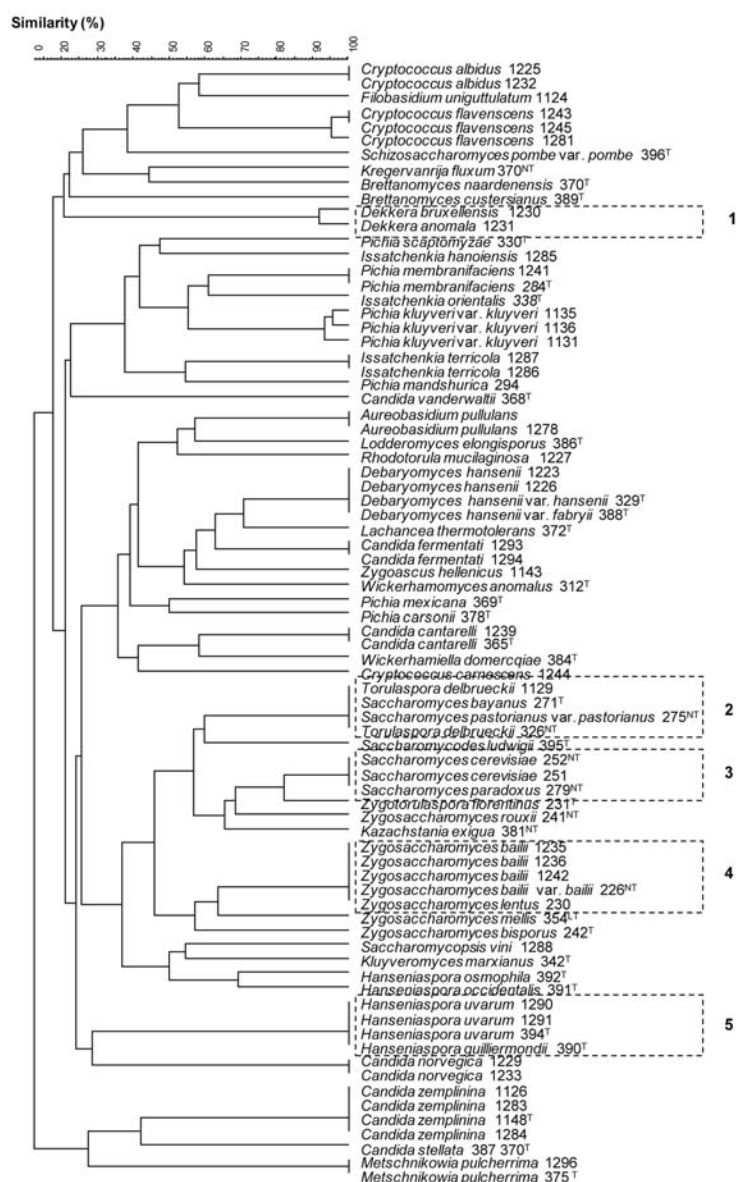 Similarity (%)
0 20 30 40 50 60 70 80 90 100
Cryptococcus albidus 1225
Cryptococcus albidus 1232
Filobasidium uniguttulatum 1124
Cryptococcus flavenscens 1243
Cryptococcus flavenscens 1245
Cryptococcus flavenscens 1281
Schizosaccharomyces pombe var. pombe 396ᵀ
Kregervanrija fluxum 370ᴺᵀ
Brettanomyces naardenensis 370ᵀ
Brettanomyces custersianus 389ᵀ
Dekkera bruxellensis 1230
1
Dekkera anomala 1231
Pichia scaptomyzae 330ᵀ
Issatchenkia hanoiensis 1285
Pichia membranifaciens 1241
Pichia membranifaciens 284ᵀ
Issatchenkia orientalis 338ᵀ
Pichia kluyveri var. kluyveri 1135
Pichia kluyveri var. kluyveri 1136
Pichia kluyveri var. kluyveri 1131
Issatchenkia terricola 1287
Issatchenkia terricola 1286
Pichia mandshurica 294
Candida vanderwaltii 368ᵀ
Aureobasidium pullulans
Aureobasidium pullulans 1278
Lodderomyces elongisporus 386ᵀ
Rhodotorula mucilaginosa 1227
Debaryomyces hansenii 1223
Debaryomyces hansenii 1226
Debaryomyces hansenii var. hansenii 329ᵀ
Debaryomyces hansenii var. fabryii 388ᵀ
Lachancea thermotolerans 372ᵀ
Candida fermentati 1293
Candida fermentati 1294
Zygoascus hellenicus 1143
Wickerhamomyces anomalus 312ᵀ
Pichia mexicana 369ᵀ
Pichia carsonii 378ᵀ
Candida cantarelli 1239
Candida cantarelli 365ᵀ
Wickerhamiella domercqiae 384ᵀ
Cryptococcus carnescens 1244
Torulaspora delbrueckii 1129
Saccharomyces bayanus 271ᵀ
2
Saccharomyces pastorianus var. pastorianus 275ᴺᵀ
Torulaspora delbrueckii 326ᴺᵀ
Saccharomycodes ludwigii 395ᵀ
Saccharomyces cerevisiae 252ᴺᵀ
3
Saccharomyces cerevisiae 251
Saccharomyces paradoxus 279ᴺᵀ
Zygotorulaspora florentinus 231ᵀ
Zygosaccharomyces rouxii 241ᴺᵀ
Kazachstania exigua 381ᴺᵀ
Zygosaccharomyces bailii 1235
Zygosaccharomyces bailii 1236
4
Zygosaccharomyces bailii 1242
Zygosaccharomyces bailii var. bailii 226ᴺᵀ
Zygosaccharomyces lentus 230
Zygosaccharomyces mellis 354ᴸᵀ
Zygosaccharomyces bisporus 242ᵀ
Saccharomycopsis vini 1288
Kluyveromyces marxianus 342ᵀ
Hanseniaspora osmophila 392ᵀ
Hanseniaspora occidentalis 391ᵀ
Hanseniaspora uvarum 1290
Hanseniaspora uvarum 1291
5
Hanseniaspora uvarum 394ᵀ
Hanseniaspora guilliermondii 390ᵀ
Candida norvegica 1229
Candida norvegica 1233
Candida zemplinina 1126
Candida zemplinina 1283
Candida zemplinina 1148ᵀ
Candida zemplinina 1284
Candida stellata 387 370ᵀ
Metschnikowia pulcherrima 1296
Metschnikowia pulcherrima 375ᵀ